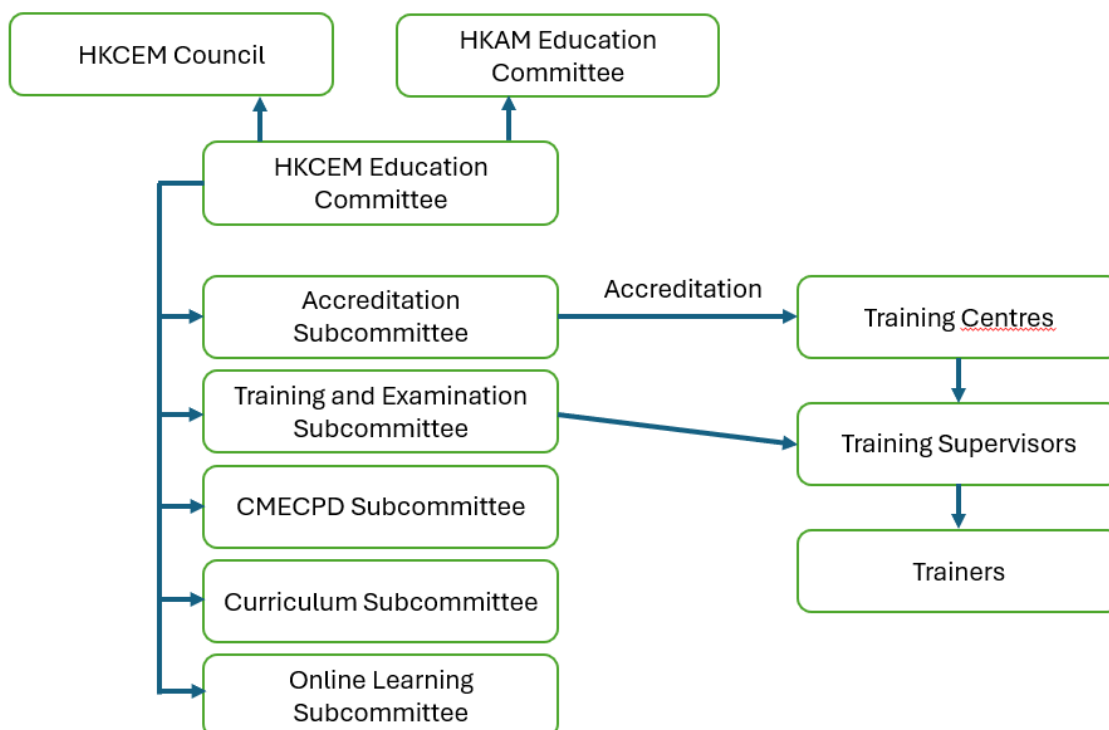 HKCEM Council
HKAM Education
Committee
HKCEM Education
Committee
Accreditation
Subcommittee
Accreditation
Training Centres
Training and Examination
Subcommittee
Training Supervisors
CMECPD Subcommittee
Trainers
Curriculum Subcommittee
Online Learning
Subcommittee